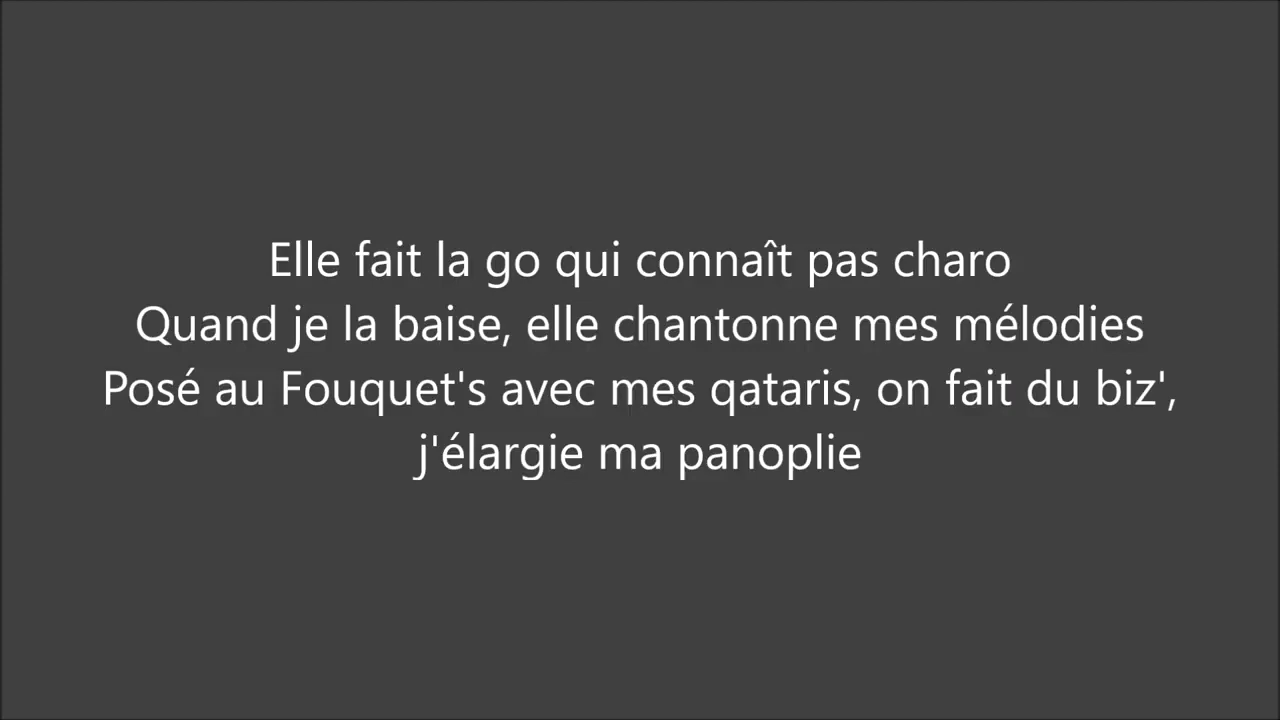 Elle fait la go qui connaît pas charo
Quand je la baise, elle chantonne mes mélodies
Posé au Fouquet's avec mes qataris, on fait du biz',
j'élargie ma panoplie